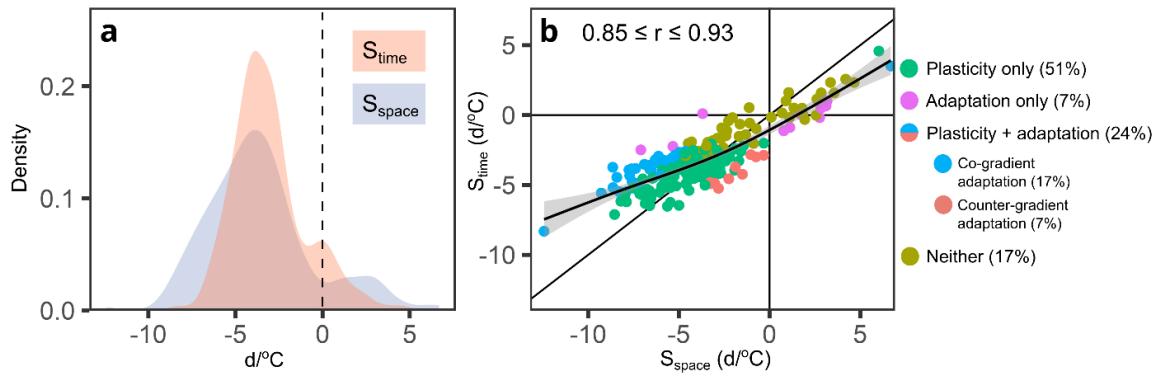 a
S_time
S_space
0.2
0.1
0.0
Density
-10
-5
0
5
d/°C
b
0.85 ≤ r ≤ 0.93
5
0
-5
-10
S_time (d/°C)
-10
-5
0
5
S_space (d/°C)
Plasticity only (51%)
Adaptation only (7%)
Plasticity + adaptation (24%)
Co-gradient
adaptation (17%)
Counter-gradient
adaptation (7%)
Neither (17%)